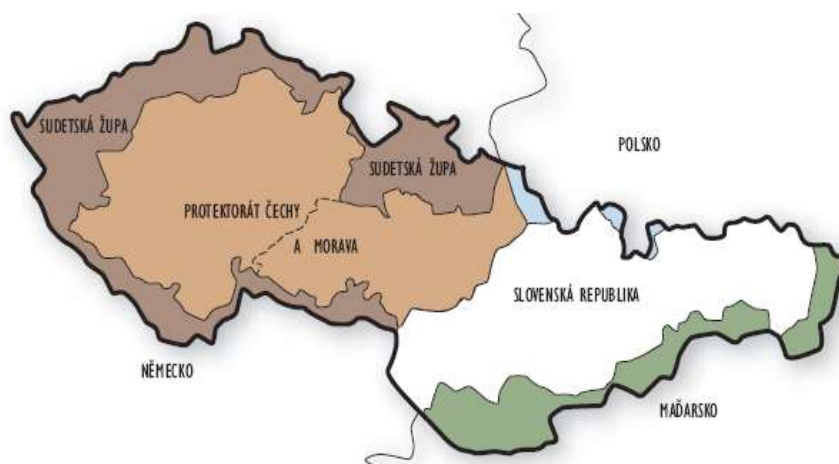 SUDETSKÁ ŽUPA
POLSKO
SUDETSKÁ ŽUPA
PROTEKTORÁT ČECHY
A MORAVA
SLOVENSKÁ REPUBLIKA
NĚMECKO
MAĎARSKO